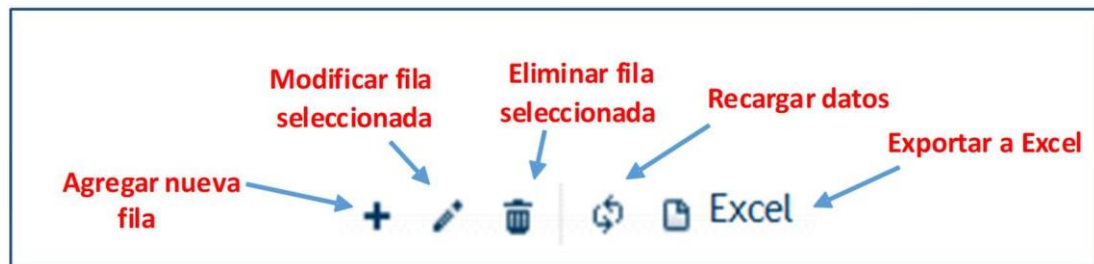 Modificar fila
seleccionada
Eliminar fila
seleccionada
Recargar datos
Exportar a Excel
Agregar nueva
fila
Excel